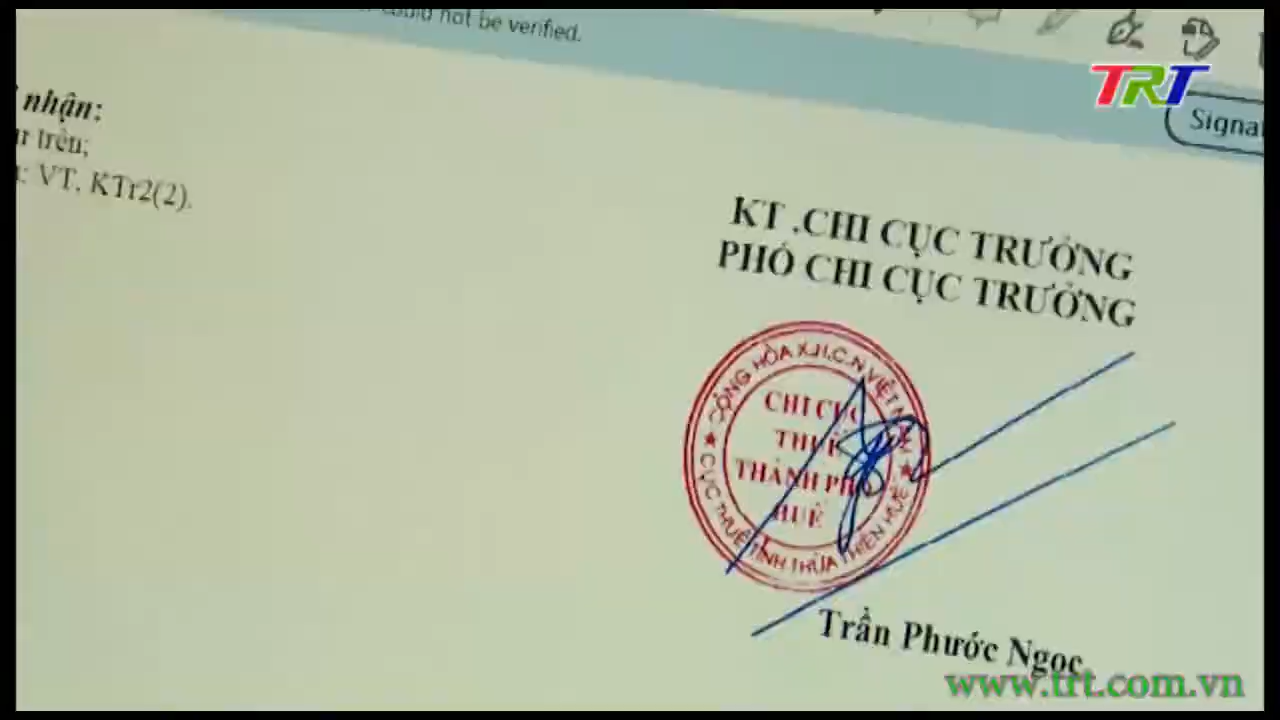 could not be verified.
TRT
Signa
nhận:
trên;
VT, KTr2(2).
KT .CHI CỤC TRƯỞNG
PHÓ CHI CỤC TRƯỞNG
CỘNG HÒA X.H.C.N VIỆT NAM
CHI CỤC
THUẾ
THÀNH PHỐ
HUẾ
CỤC THUẾ TỈNH THỪA THIÊN HUẾ
Trần Phước Ngọc
www.trt.com.vn